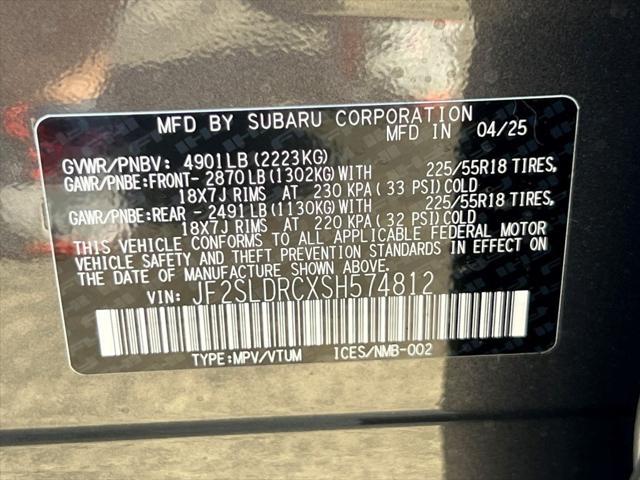 MFD BY SUBARU CORPORATION
MFD IN 04/25
GVWR/PNBV: 4901LB(2223KG)
GAWR/PNBE:FRONT- 2870LB(1302KG)WITH 225/55R18 TIRES,
18X7J RIMS AT 230 KPA(33 PSI)COLD
GAWR/PNBE:REAR - 2491LB(1130KG)WITH 225/55R18 TIRES,
18X7J RIMS AT 220 KPA(32 PSI)COLD
THIS VEHICLE CONFORMS TO ALL APPLICABLE FEDERAL MOTOR
VEHICLE SAFETY AND THEFT PREVENTION STANDARDS IN EFFECT ON
THE DATE OF MANUFACTURE SHOWN ABOVE.
VIN: JF2SLDRCXSH574812
TYPE:MPV/VTUM ICES/NMB-002